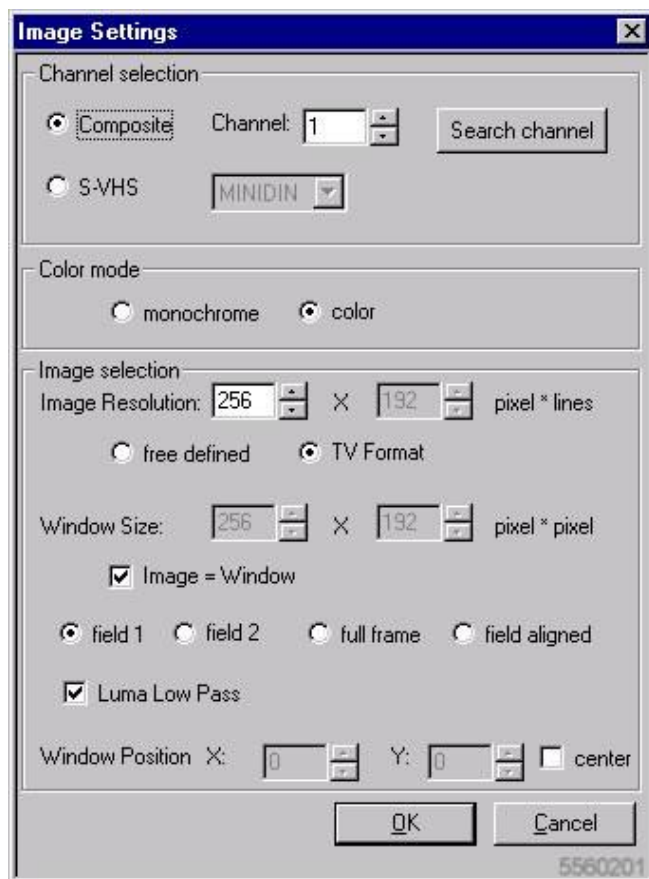 Image Settings
Channel selection
Composite Channel: 1 Search channel
S-VHS MINIDIN
Color mode
monochrome color
Image selection
Image Resolution: 256 X 192 pixel * lines
free defined TV Format
Window Size: 256 X 192 pixel * pixel
Image = Window
field 1 field 2 full frame field aligned
Luma Low Pass
Window Position X: 0 Y: 0 center
OK Cancel
5560201